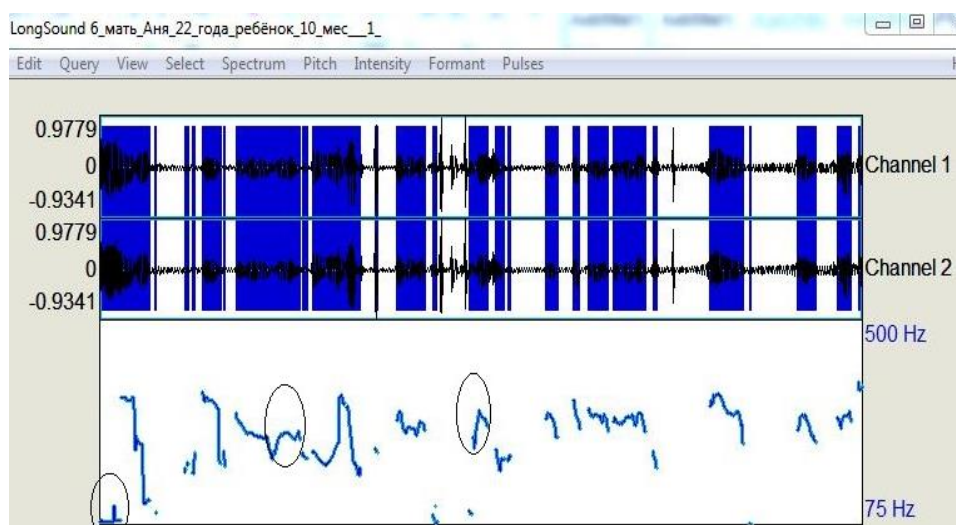 LongSound 6_мать_Аня_22_года_ребёнок_10_мес__1_
Edit Query View Select Spectrum Pitch Intensity Formant Pulses
0.9779
0
-0.9341
Channel 1
0.9779
0
-0.9341
Channel 2
500 Hz
75 Hz